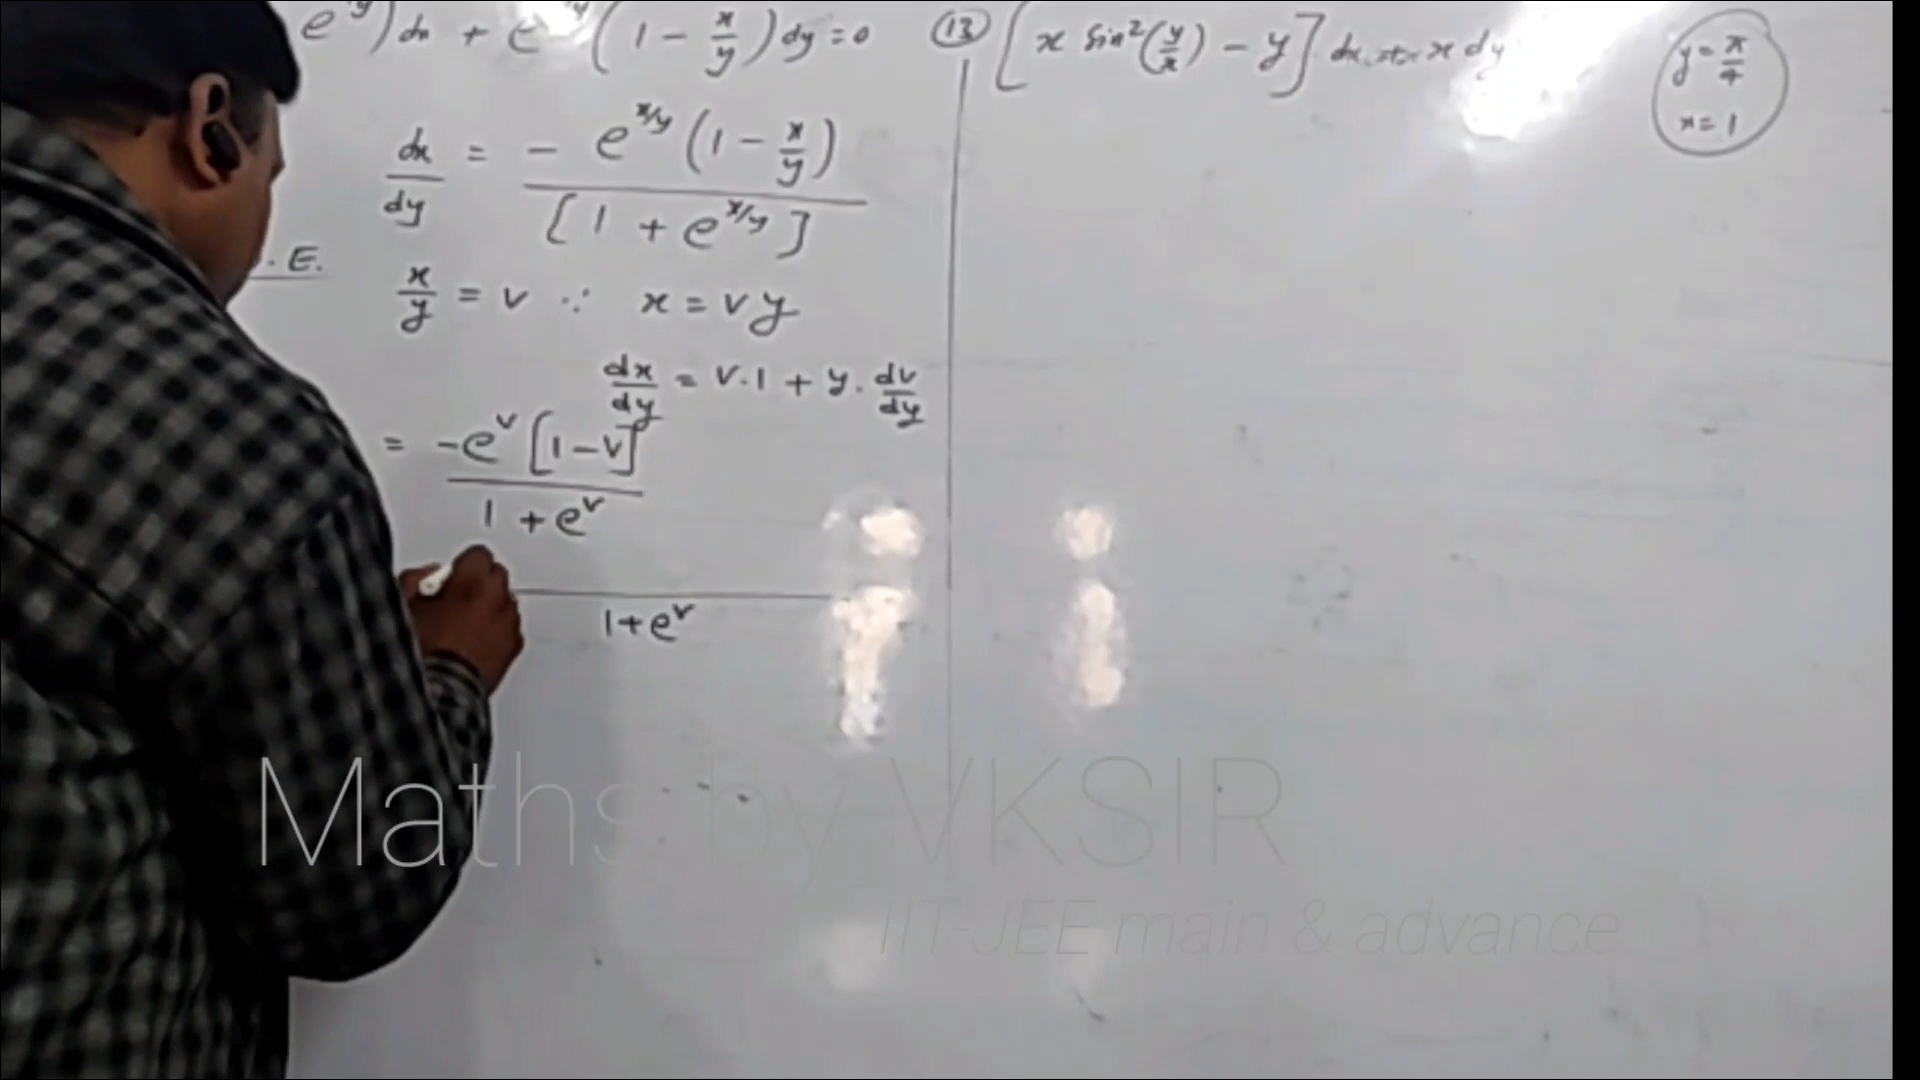 e^{x/y}) dx + e^{x/y} (1 - x/y) dy = 0
(13) [x sin²(y/x) - y] dx + x dy
y = π/4
x = 1
dx/dy = - e^{x/y} (1 - x/y) / [1 + e^{x/y}]
. E.
x/y = v ∵ x = vy
dx/dy = v.1 + y. dv/dy
= -e^v [1-v] / 1 + e^v
1+e^v
Maths by VKSIR
IIT-JEE main & advance